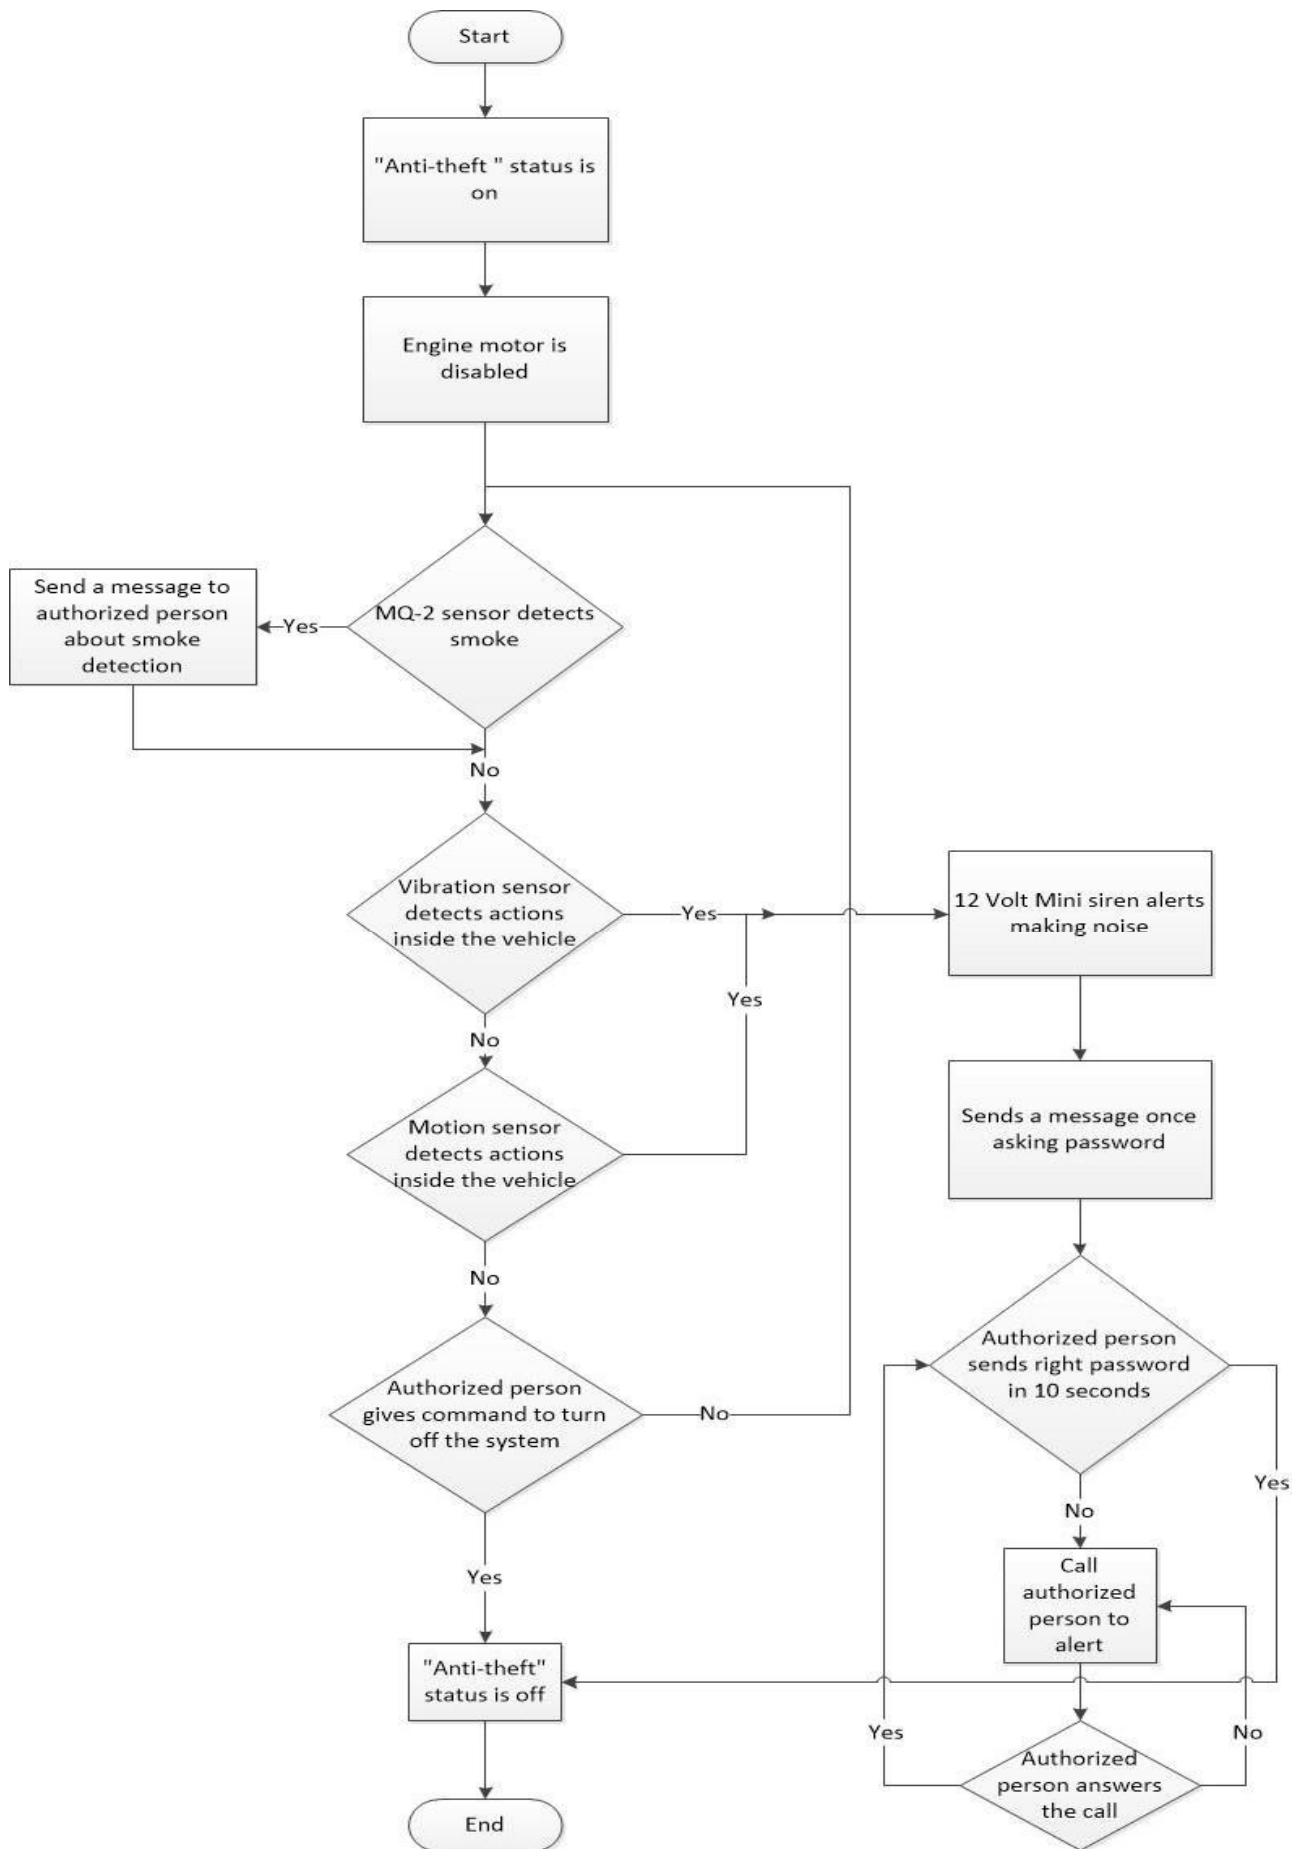 Start
"Anti-theft " status is
on
Engine motor is
disabled
MQ-2 sensor detects
smoke
Yes
Send a message to
authorized person
about smoke
detection
No
Vibration sensor
detects actions
inside the vehicle
Yes
No
Motion sensor
detects actions
inside the vehicle
Yes
No
Authorized person
gives command to turn
off the system
No
Yes
"Anti-theft"
status is off
End
12 Volt Mini siren alerts
making noise
Sends a message once
asking password
Authorized person
sends right password
in 10 seconds
Yes
No
Call
authorized
person to
alert
Authorized
person answers
the call
Yes
No